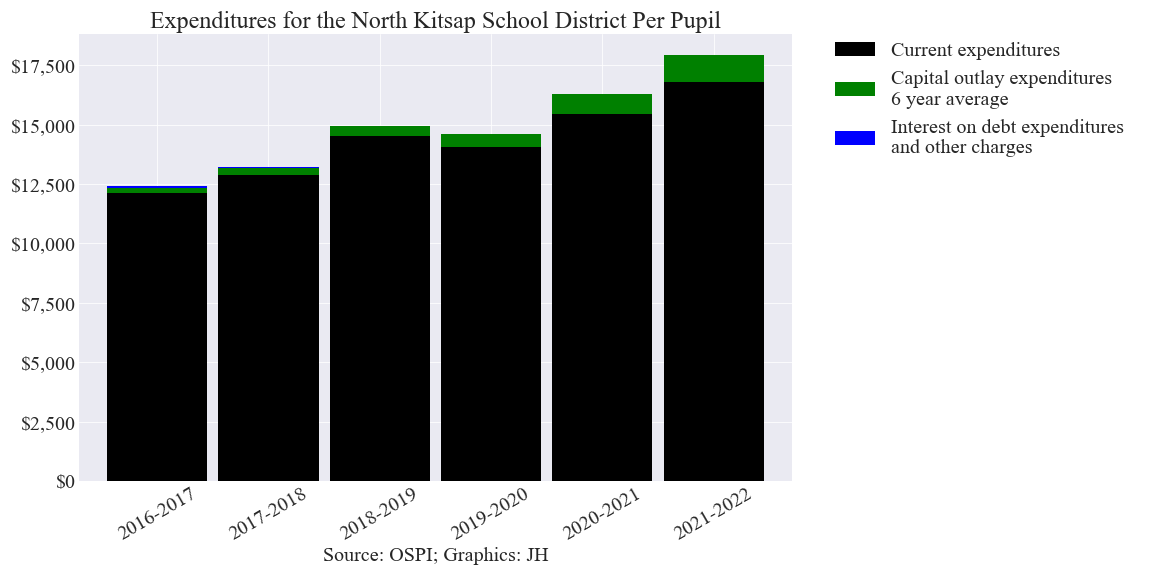 Expenditures for the North Kitsap School District Per Pupil
$17,500
$15,000
$12,500
$10,000
$7,500
$5,000
$2,500
$0
2016-2017
2017-2018
2018-2019
2019-2020
2020-2021
2021-2022
Source: OSPI; Graphics: JH
Current expenditures
Capital outlay expenditures
6 year average
Interest on debt expenditures
and other charges